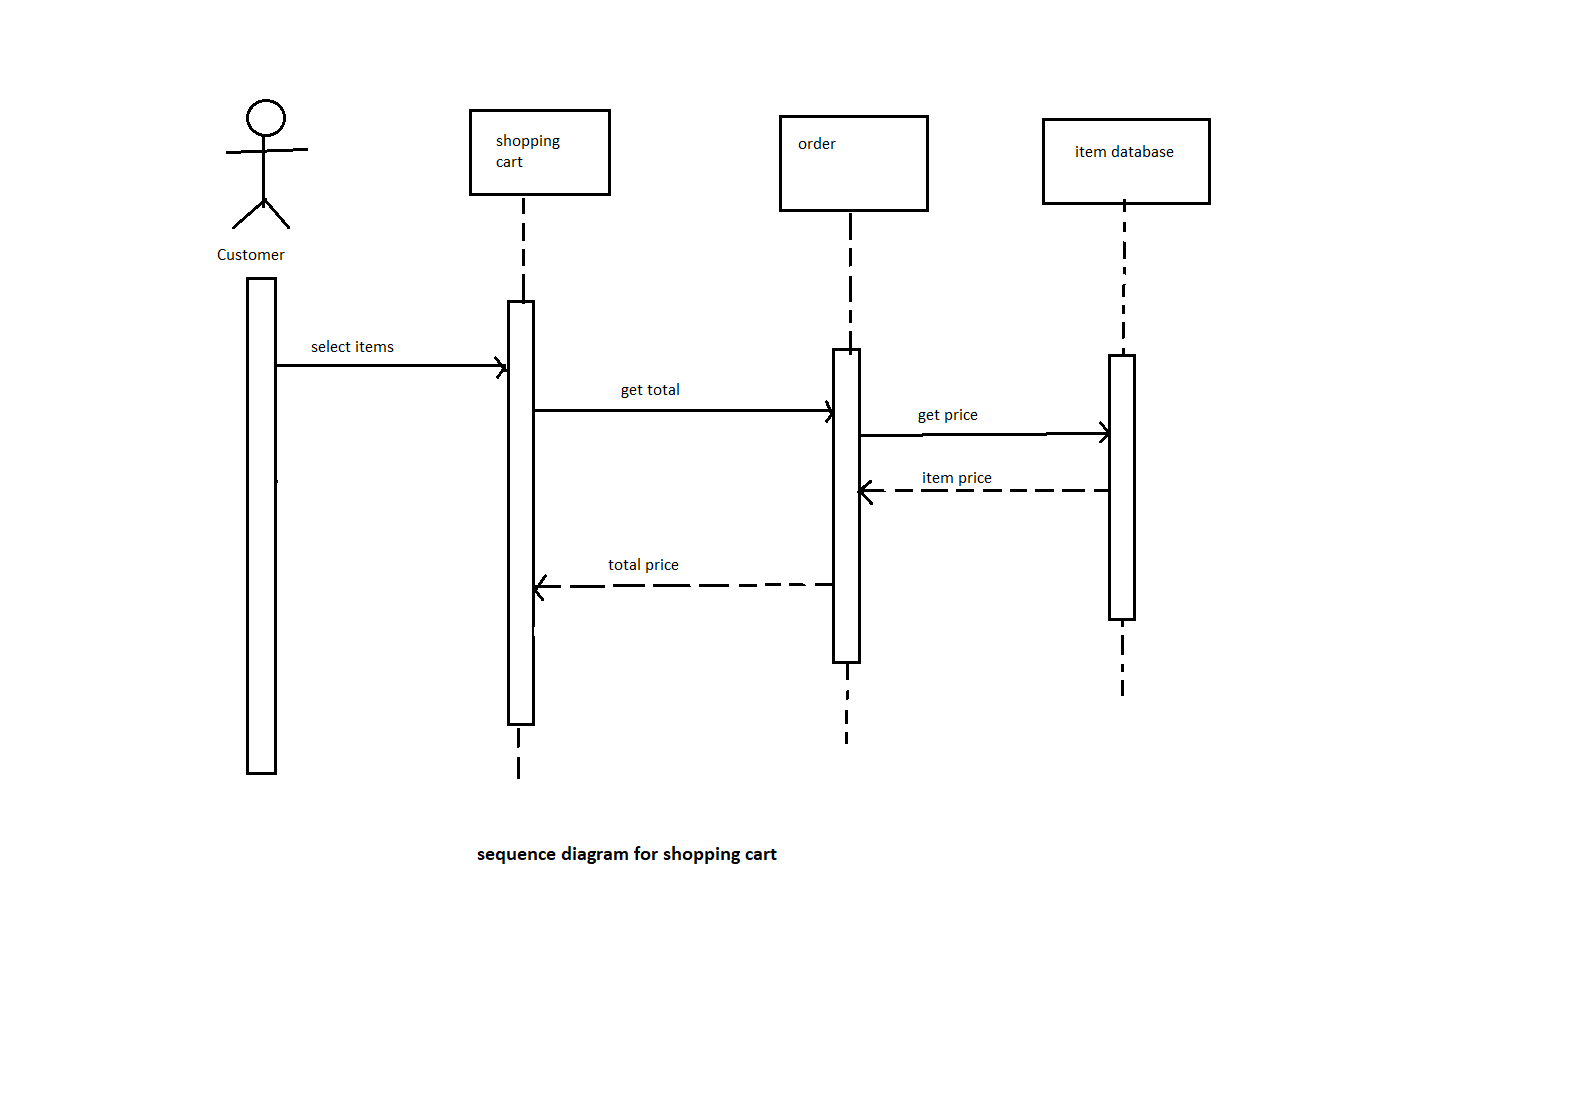 shopping
cart
order
item database
Customer
select items
get total
get price
item price
total price
sequence diagram for shopping cart